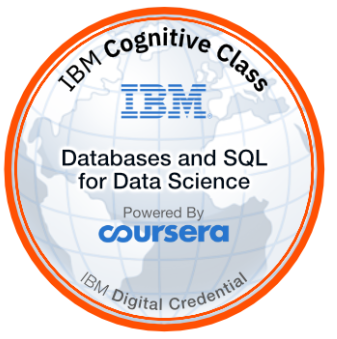 IBM Cognitive Class
IBM
Databases and SQL
for Data Science
Powered By
coursera
IBM Digital Credential